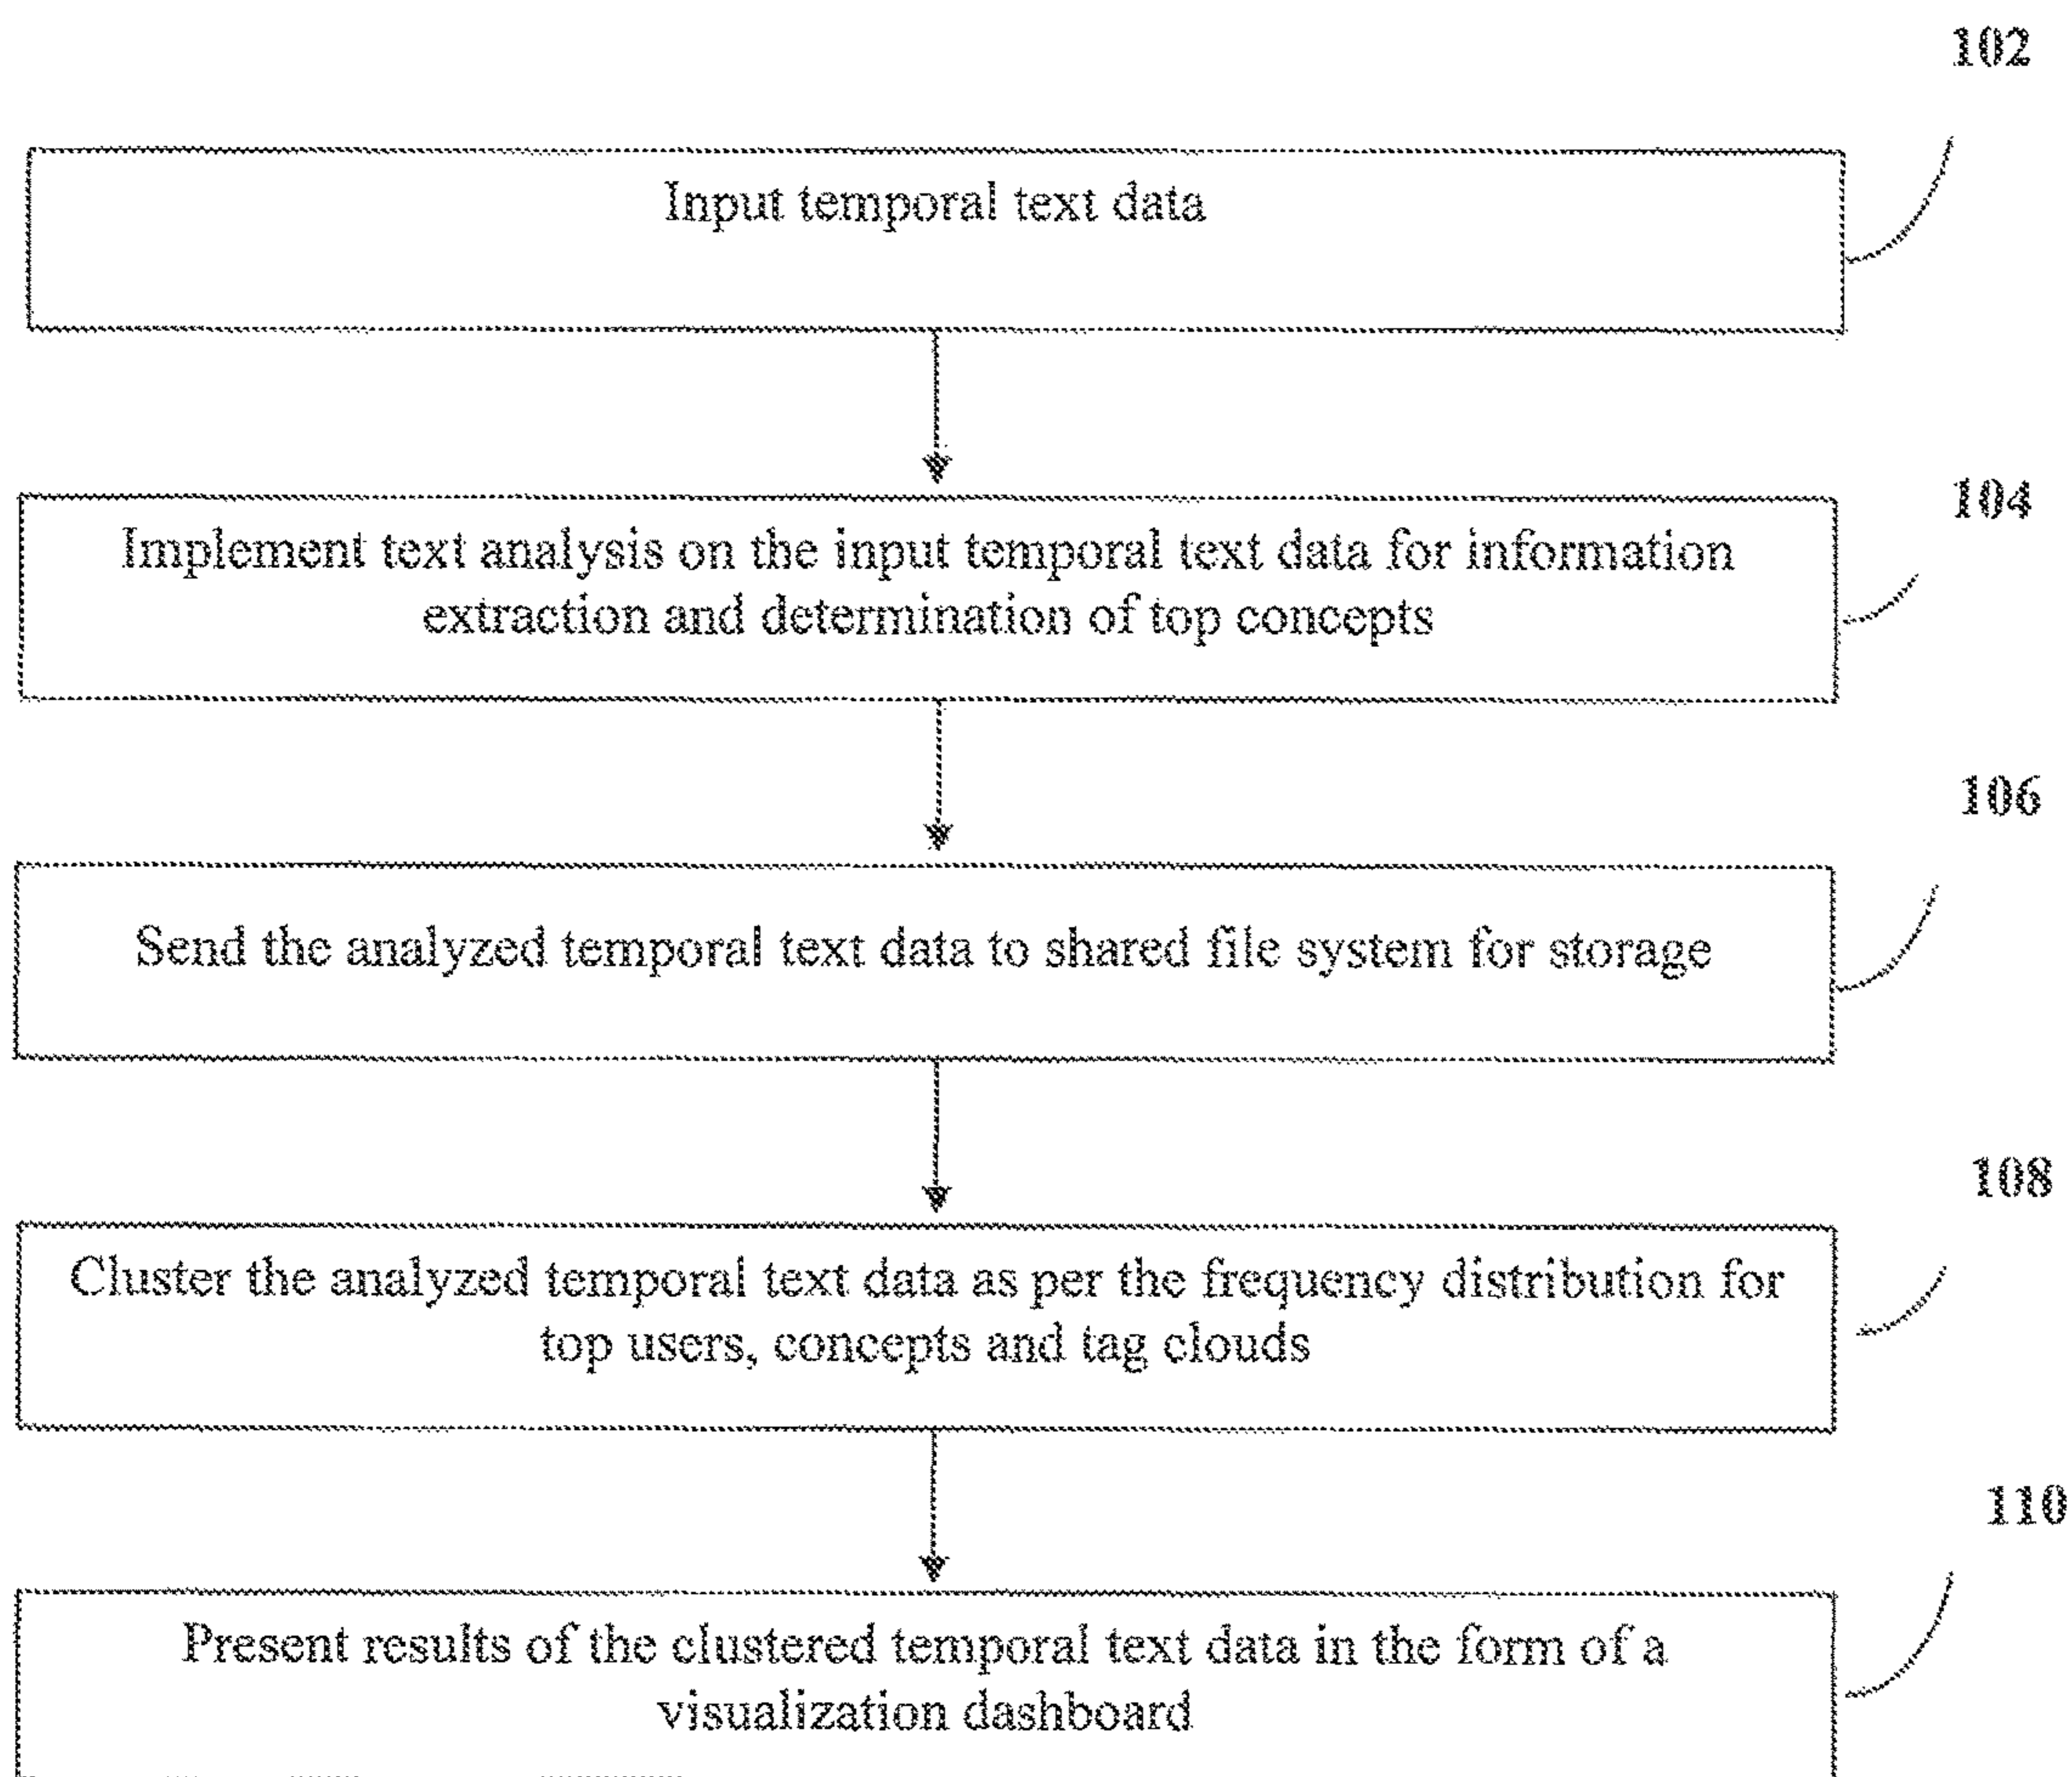 102
Input temporal text data
104
Implement text analysis on the input temporal text data for information
extraction and determination of top concepts
106
Send the analyzed temporal text data to shared file system for storage
108
Cluster the analyzed temporal text data as per the frequency distribution for
top users, concepts and tag clouds
110
Present results of the clustered temporal text data in the form of a
visualization dashboard